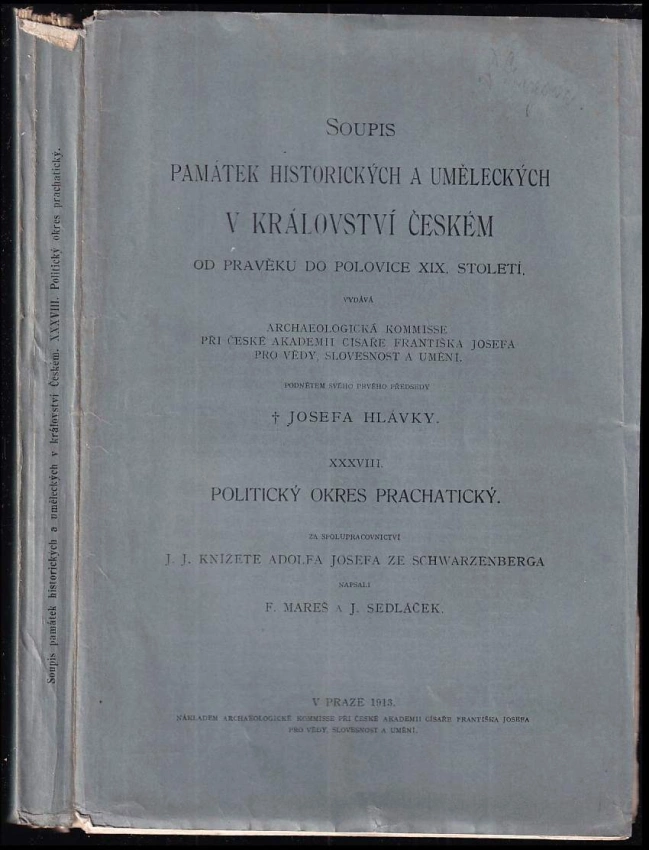 Soupis památek historických a uměleckých v království Českém. XXXVIII. Politický okres prachatický.
SOUPIS
PAMÁTEK HISTORICKÝCH A UMĚLECKÝCH
V KRÁLOVSTVÍ ČESKÉM
OD PRAVĚKU DO POLOVICE XIX. STOLETÍ.
VYDÁVÁ
ARCHAEOLOGICKÁ KOMMISSE
PŘI ČESKÉ AKADEMII CÍSAŘE FRANTIŠKA JOSEFA
PRO VĚDY, SLOVESNOST A UMĚNÍ.
PODNĚTEM SVÉHO PRVÉHO PŘEDSEDY
† JOSEFA HLÁVKY.
XXXVIII.
POLITICKÝ OKRES PRACHATICKÝ.
ZA SPOLUPRACOVNICTVÍ
J. J. KNÍŽETE ADOLFA JOSEFA ZE SCHWARZENBERGA
NAPSALI
F. MAREŠ A J. SEDLÁČEK.
V PRAZE 1913.
NÁKLADEM ARCHAEOLOGICKÉ KOMMISSE PŘI ČESKÉ AKADEMII CÍSAŘE FRANTIŠKA JOSEFA
PRO VĚDY, SLOVESNOST A UMĚNÍ.